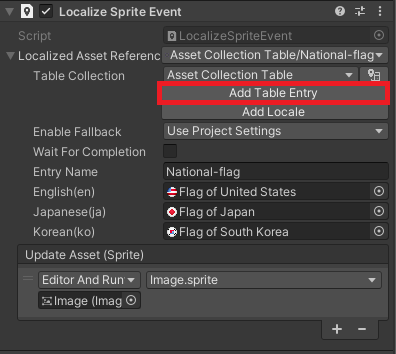 Localize Sprite Event
Script LocalizeSpriteEvent
Localized Asset Referenc Asset Collection Table/National-flag
Table Collection Asset Collection Table
Add Table Entry
Add Locale
Enable Fallback Use Project Settings
Wait For Completion
Entry Name National-flag
English(en) Flag of United States
Japanese(ja) Flag of Japan
Korean(ko) Flag of South Korea
Update Asset (Sprite)
Editor And Run Image.sprite
Image (Imag